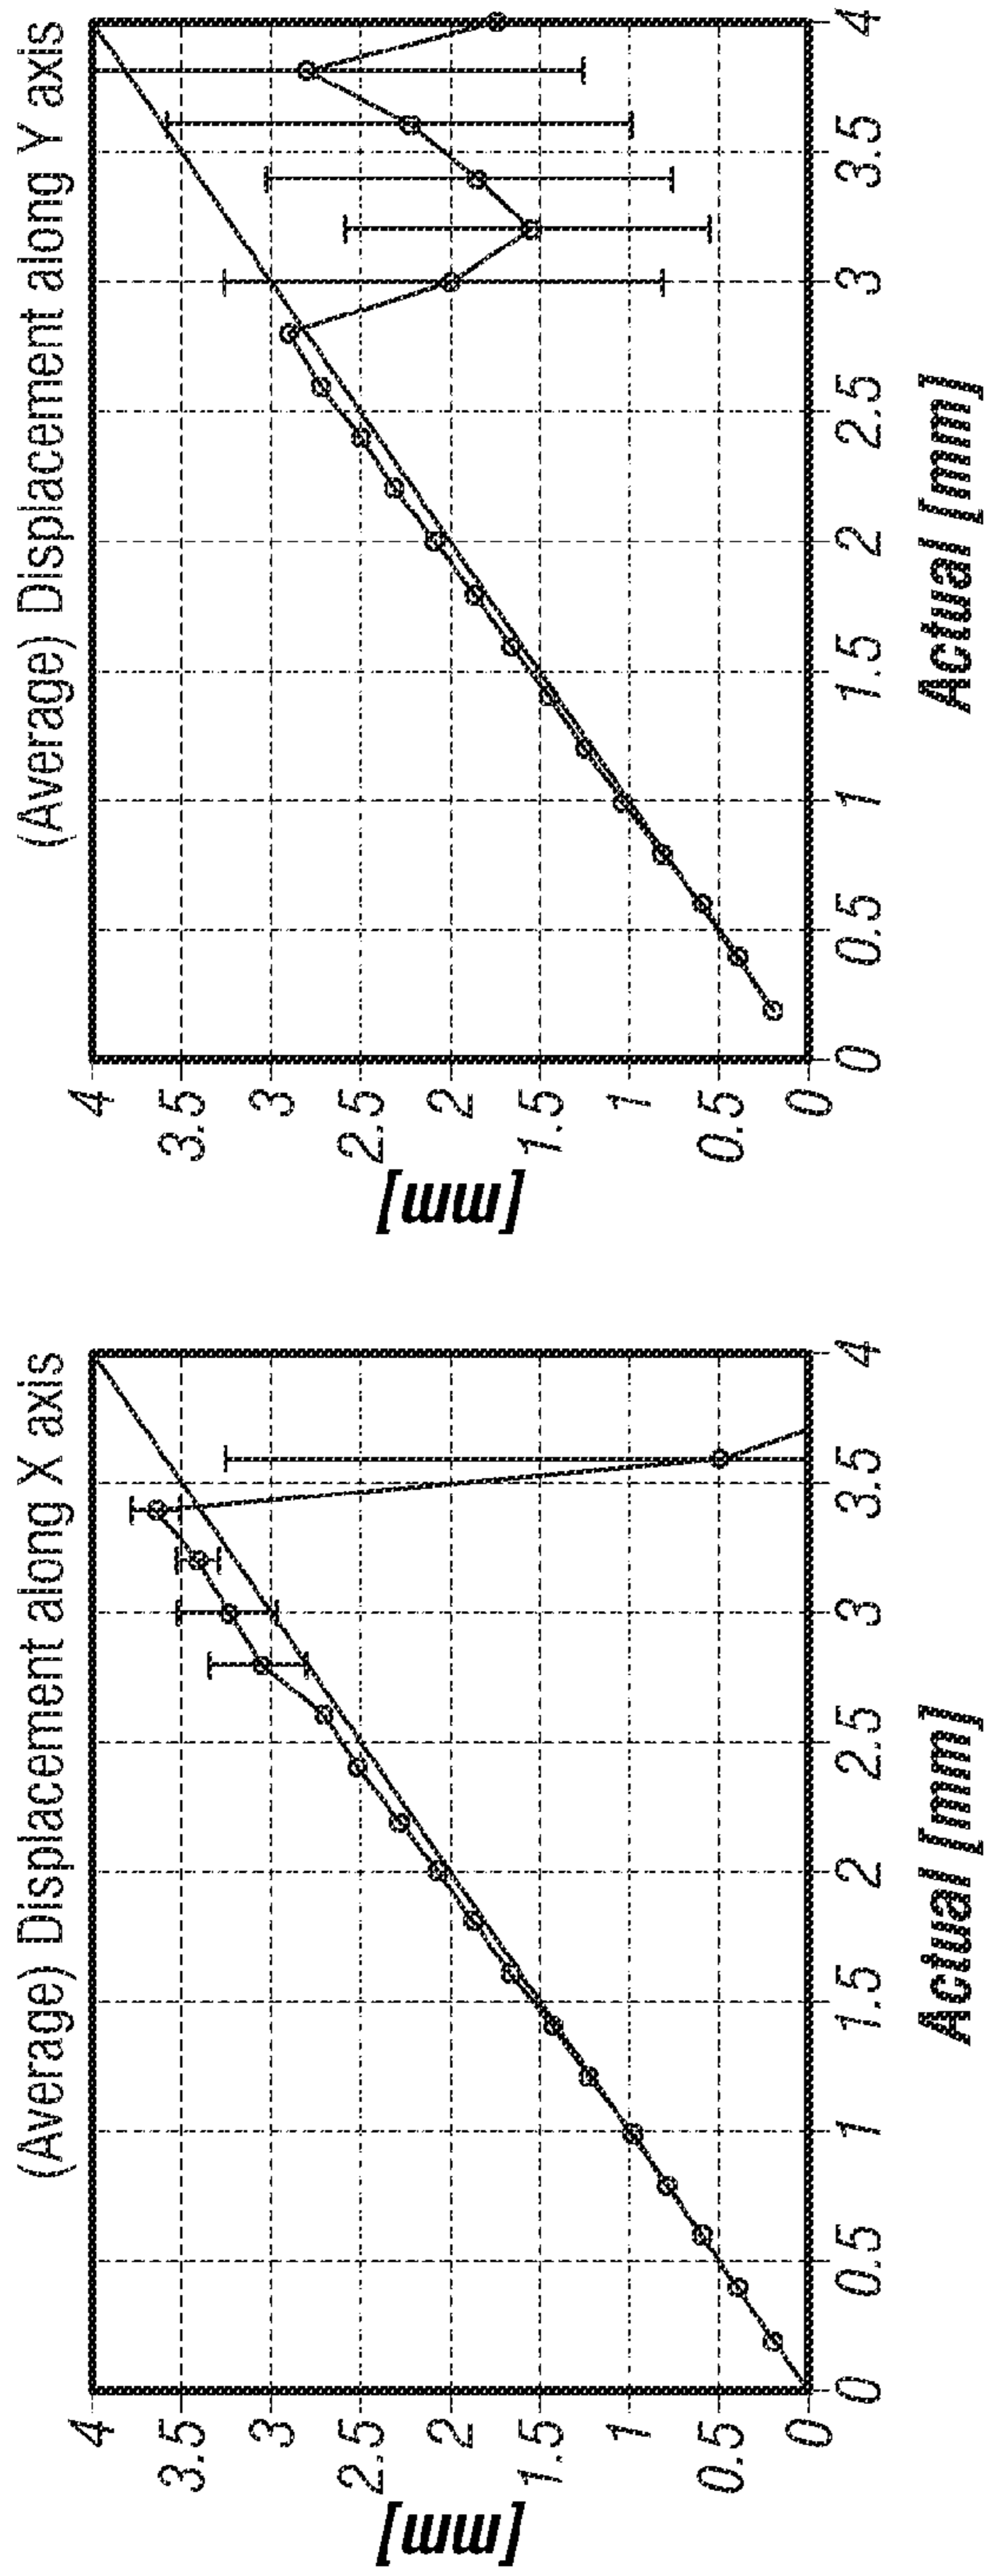 (Average) Displacement along X axis
[mm]
4
3.5
3
2.5
2
1.5
1
0.5
0
0 0.5 1 1.5 2 2.5 3 3.5 4
Actual [mm]
(Average) Displacement along Y axis
[mm]
4
3.5
3
2.5
2
1.5
1
0.5
0
0 0.5 1 1.5 2 2.5 3 3.5 4
Actual [mm]